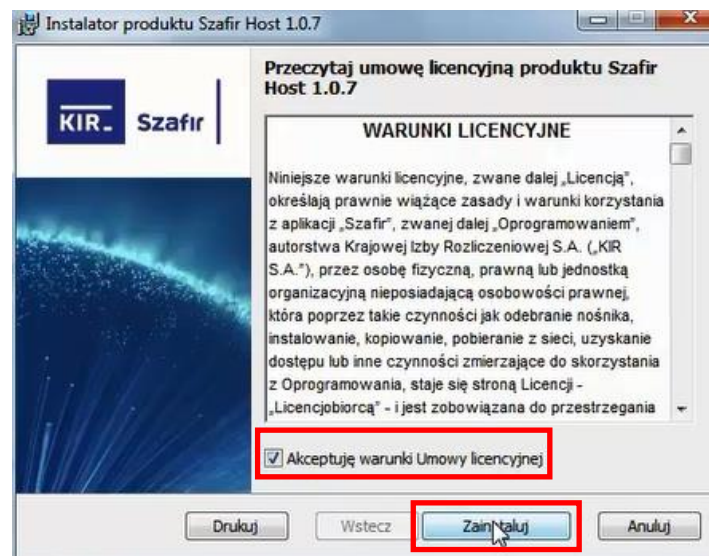 Instalator produktu Szafir Host 1.0.7
KIR Szafir
Przeczytaj umowę licencyjną produktu Szafir
Host 1.0.7
WARUNKI LICENCYJNE
Niniejsze warunki licencyjne, zwane dalej „Licencją”,
określają prawnie wiążące zasady i warunki korzystania
z aplikacji „Szafir”, zwanej dalej „Oprogramowaniem”,
autorstwa Krajowej Izby Rozliczeniowej S.A. („KIR
S.A.”), przez osobę fizyczną, prawną lub jednostką
organizacyjną nieposiadającą osobowości prawnej,
która poprzez takie czynności jak odebranie nośnika,
instalowanie, kopiowanie, pobieranie z sieci, uzyskanie
dostępu lub inne czynności zmierzające do skorzystania
z Oprogramowania, staje się stroną Licencji -
„Licencjobiorcą” - i jest zobowiązana do przestrzegania
Akceptuję warunki Umowy licencyjnej
Drukuj Wstecz Zainstaluj Anuluj